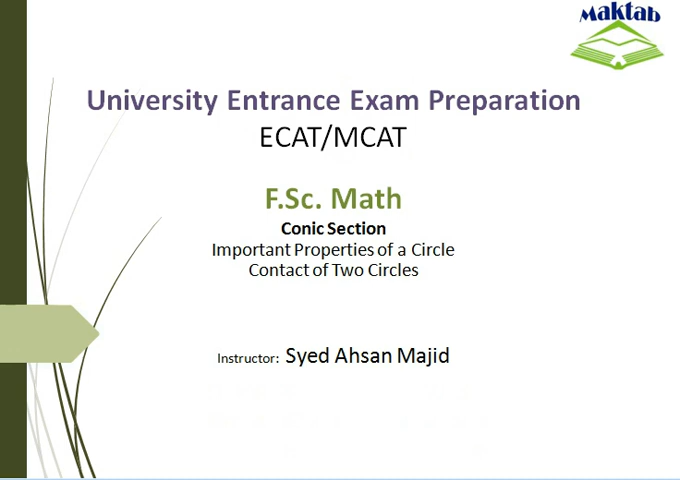 Maktab
University Entrance Exam Preparation
ECAT/MCAT
F.Sc. Math
Conic Section
Important Properties of a Circle
Contact of Two Circles
Instructor: Syed Ahsan Majid